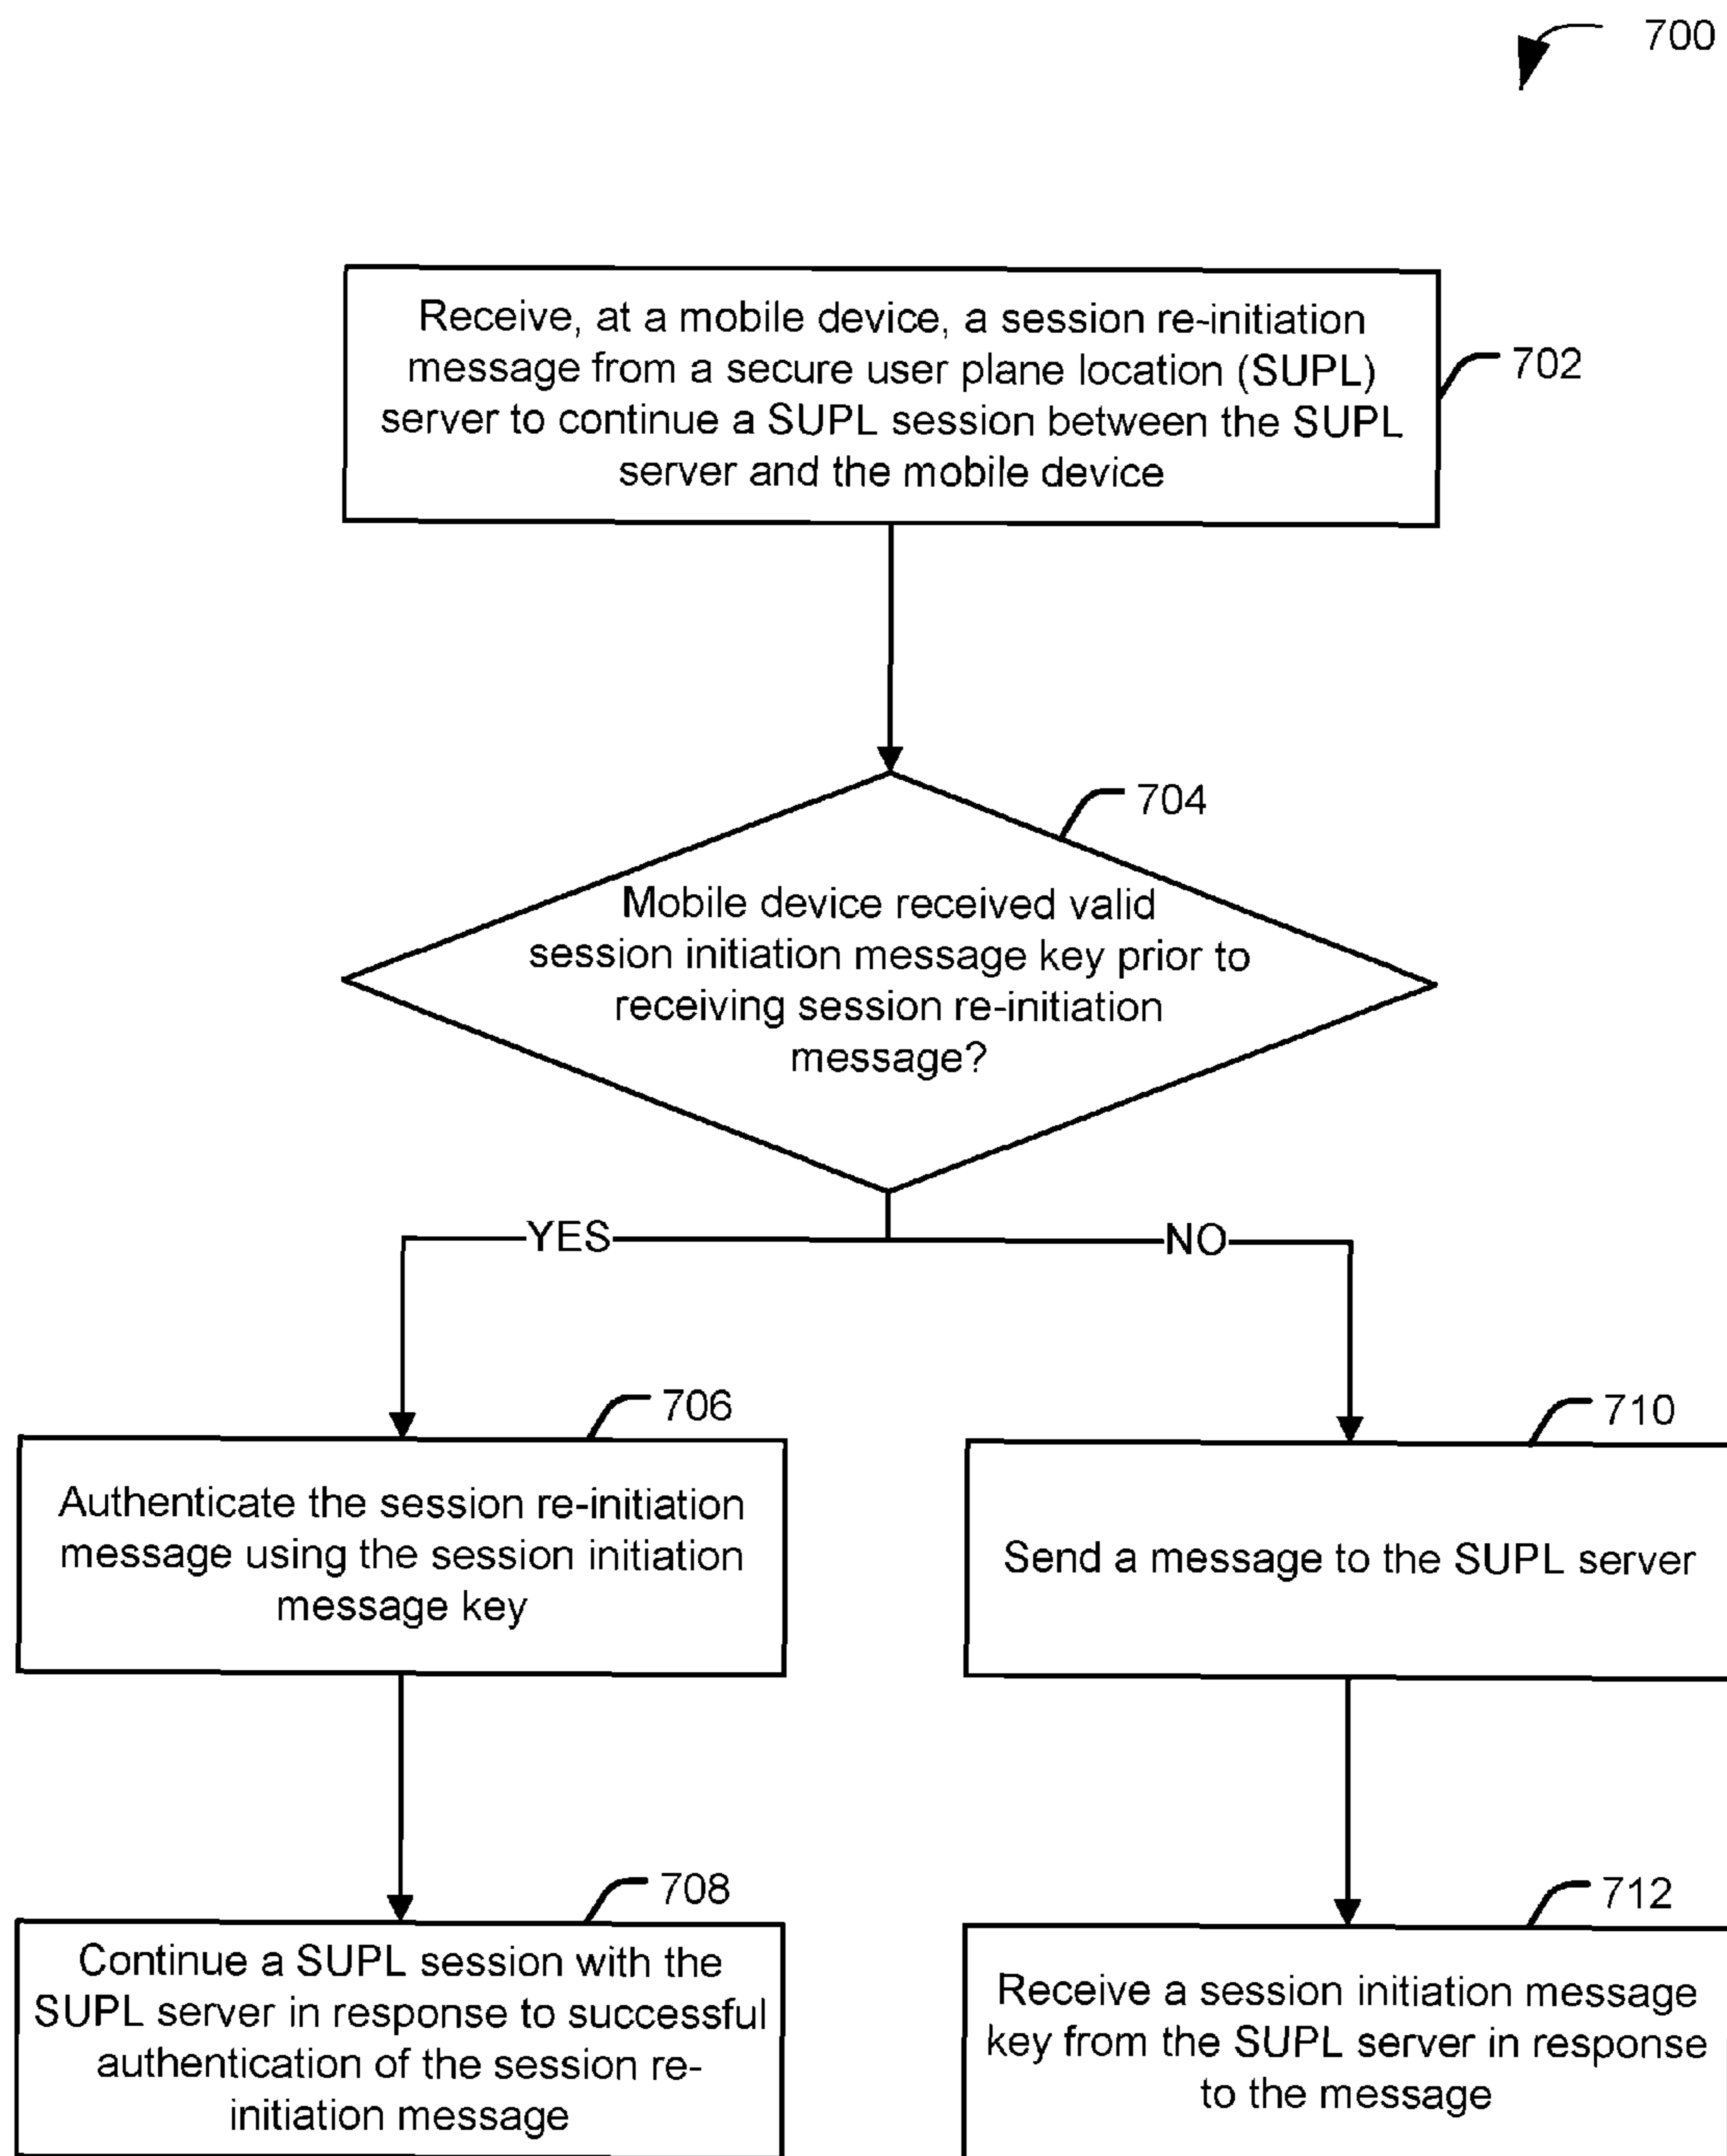 700
Receive, at a mobile device, a session re-initiation
message from a secure user plane location (SUPL)
server to continue a SUPL session between the SUPL
server and the mobile device
702
704
Mobile device received valid
session initiation message key prior to
receiving session re-initiation
message?
YES
NO
706
Authenticate the session re-initiation
message using the session initiation
message key
710
Send a message to the SUPL server
708
Continue a SUPL session with the
SUPL server in response to successful
authentication of the session re-
initiation message
712
Receive a session initiation message
key from the SUPL server in response
to the message